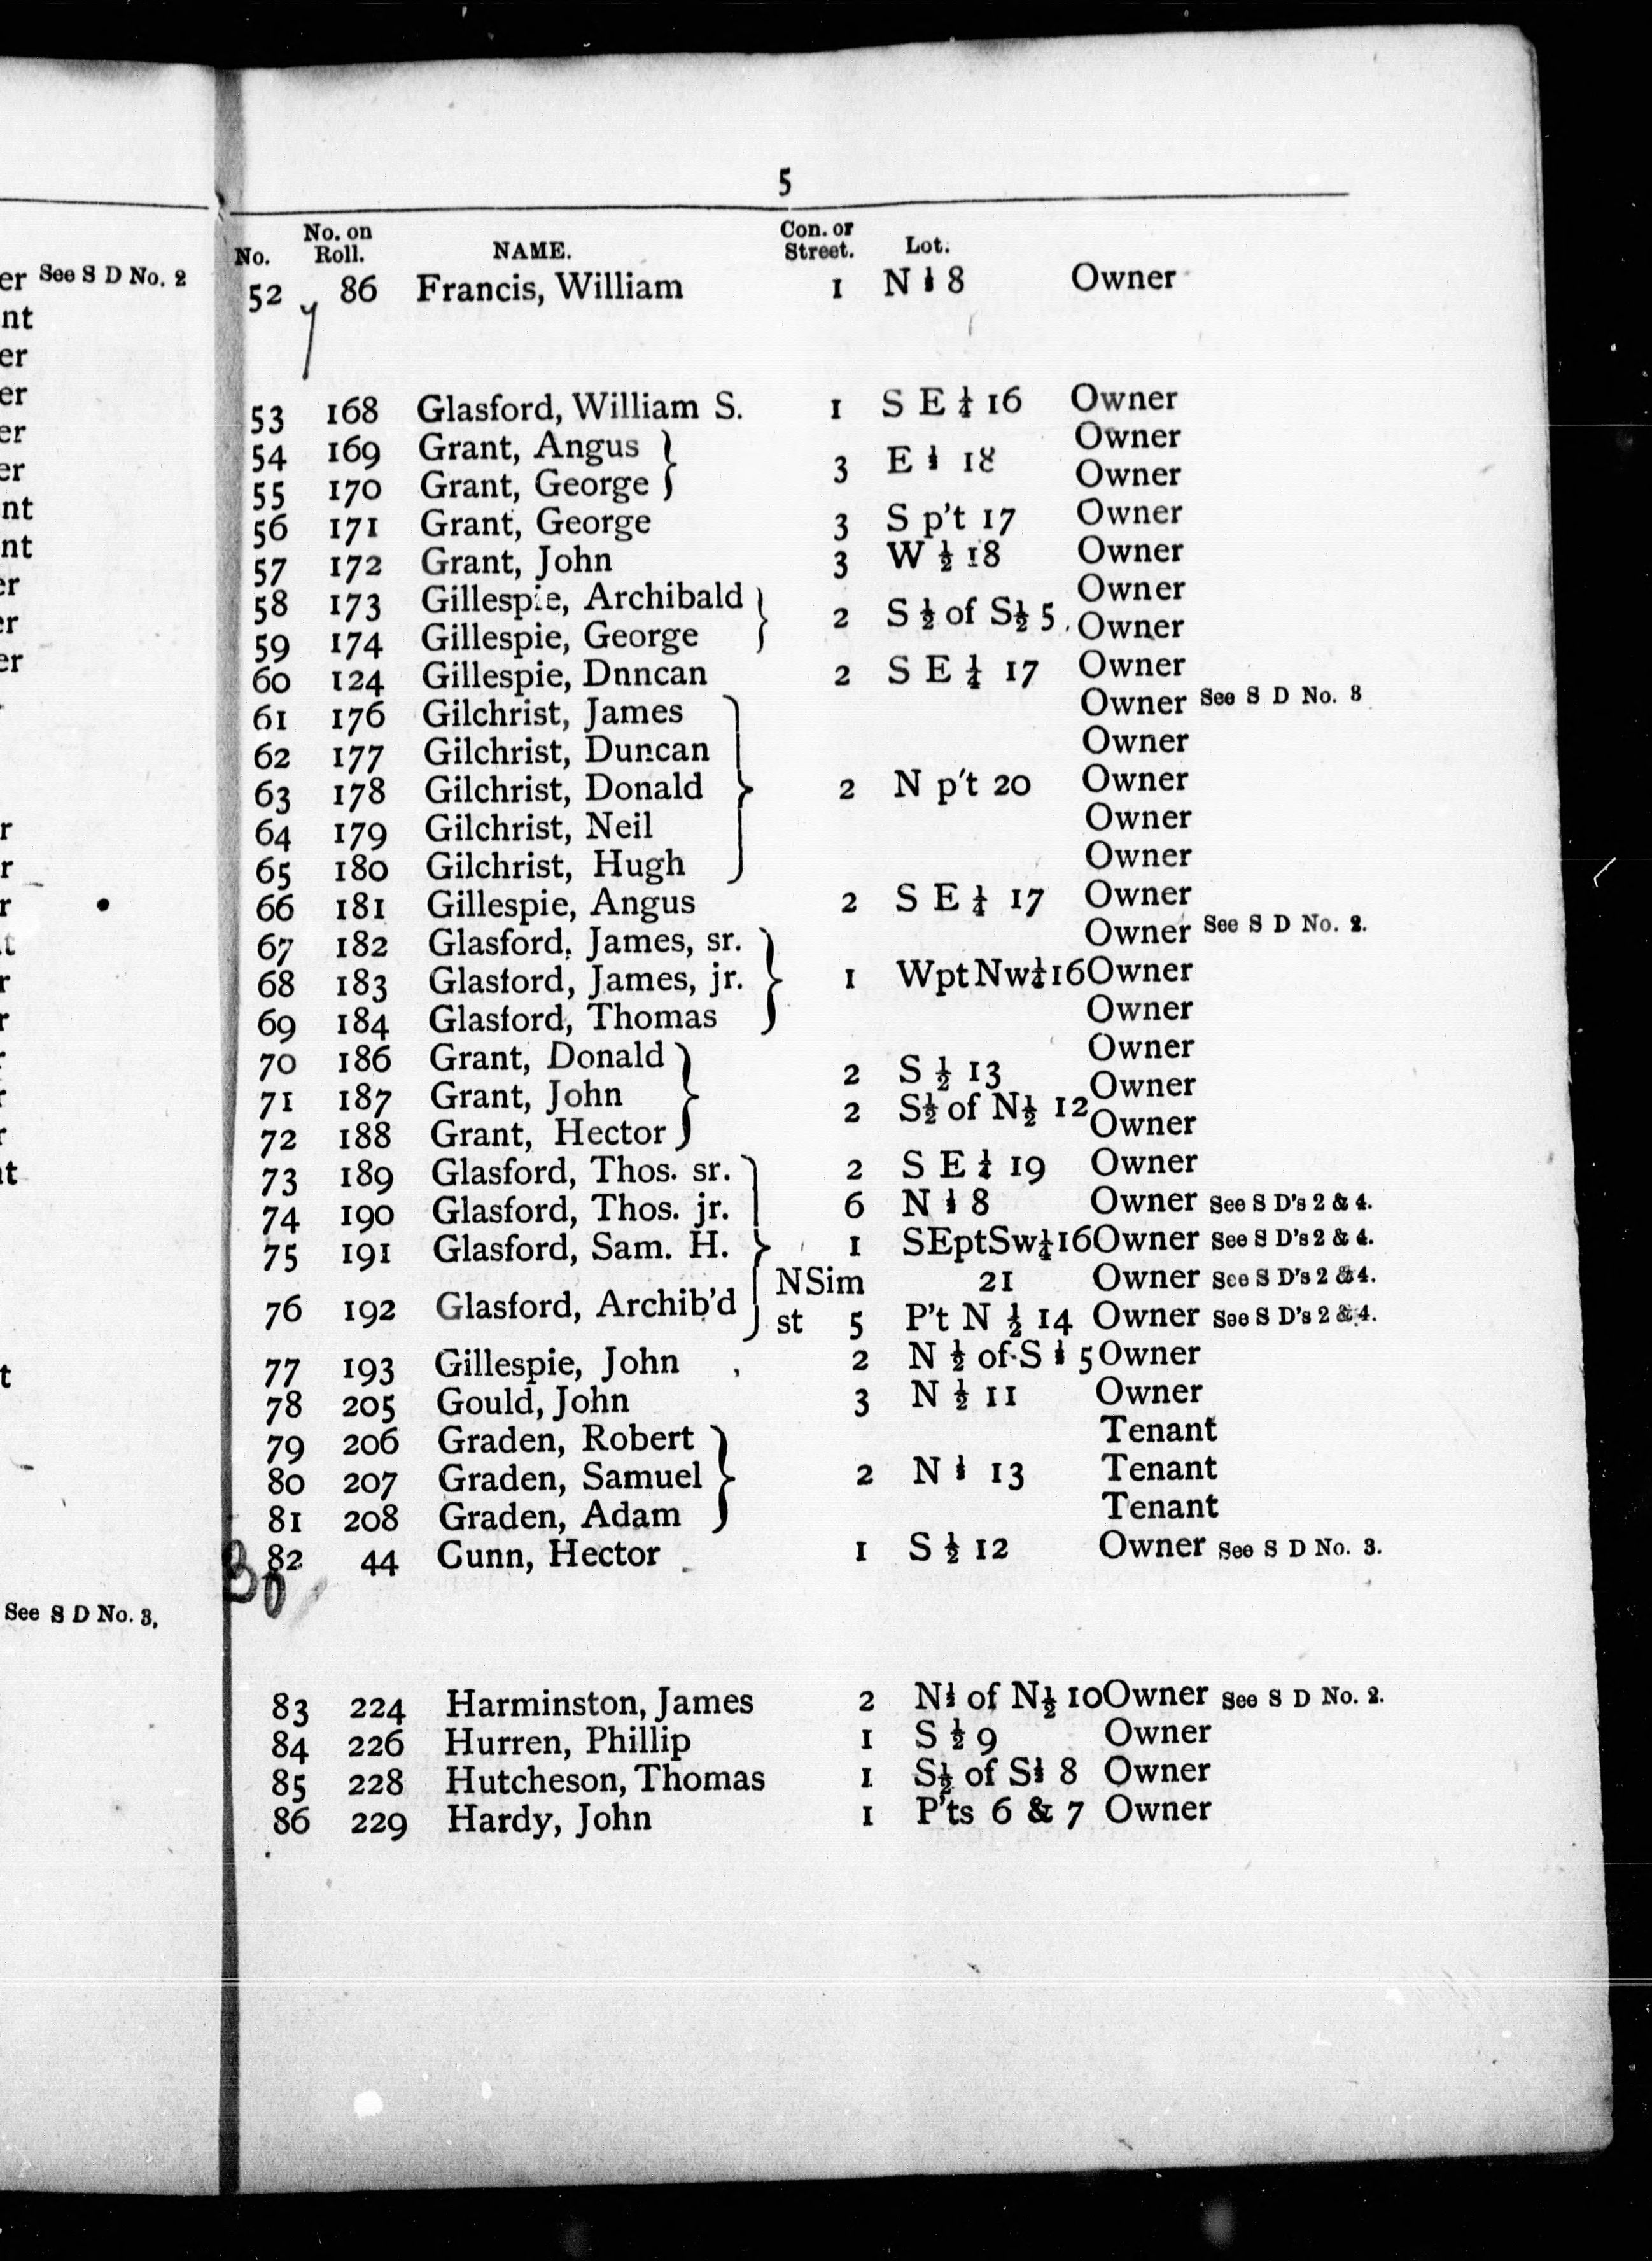 5
No. No. on Roll. NAME. Con. or Street. Lot.
52 86 Francis, William 1 N ½ 8 Owner
53 168 Glasford, William S. 1 S E ¼ 16 Owner
54 169 Grant, Angus } Owner
3 E ½ 18
55 170 Grant, George } Owner
56 171 Grant, George 3 S p't 17 Owner
57 172 Grant, John 3 W ½ 18 Owner
58 173 Gillespie, Archibald } Owner
2 S ½ of S½ 5
59 174 Gillespie, George } Owner
60 124 Gillespie, Dnncan 2 S E ¼ 17 Owner
61 176 Gilchrist, James } Owner See S D No. 3
62 177 Gilchrist, Duncan Owner
63 178 Gilchrist, Donald } 2 N p't 20 Owner
64 179 Gilchrist, Neil Owner
65 180 Gilchrist, Hugh Owner
66 181 Gillespie, Angus 2 S E ¼ 17 Owner
67 182 Glasford, James, sr. } Owner See S D No. 2.
68 183 Glasford, James, jr. } 1 WptNw¼16 Owner
69 184 Glasford, Thomas } Owner
70 186 Grant, Donald } 2 S ½ 13 Owner
71 187 Grant, John } 2 S½ of N½ 12 Owner
72 188 Grant, Hector } Owner
73 189 Glasford, Thos. sr. 2 S E ¼ 19 Owner
74 190 Glasford, Thos. jr. 6 N ½ 8 Owner See S D's 2 & 4.
75 191 Glasford, Sam. H. } 1 SEptSw¼16 Owner See S D's 2 & 4.
NSim 21 Owner See S D's 2 & 4.
76 192 Glasford, Archib'd st 5 P't N ½ 14 Owner See S D's 2 & 4.
77 193 Gillespie, John 2 N ½ of S ½ 5 Owner
78 205 Gould, John 3 N ½ 11 Owner
79 206 Graden, Robert } Tenant
80 207 Graden, Samuel } 2 N ½ 13 Tenant
81 208 Graden, Adam } Tenant
82 44 Gunn, Hector 1 S ½ 12 Owner See S D No. 3.
83 224 Harminston, James 2 N½ of N½ 10 Owner See S D No. 2.
84 226 Hurren, Phillip 1 S ½ 9 Owner
85 228 Hutcheson, Thomas 1 S½ of S½ 8 Owner
86 229 Hardy, John 1 P'ts 6 & 7 Owner
er See S D No. 2
nt
er
er
er
er
nt
nt
er
er
er
r
r
r
t
r
r
r
r
r
t
t
See S D No. 3,